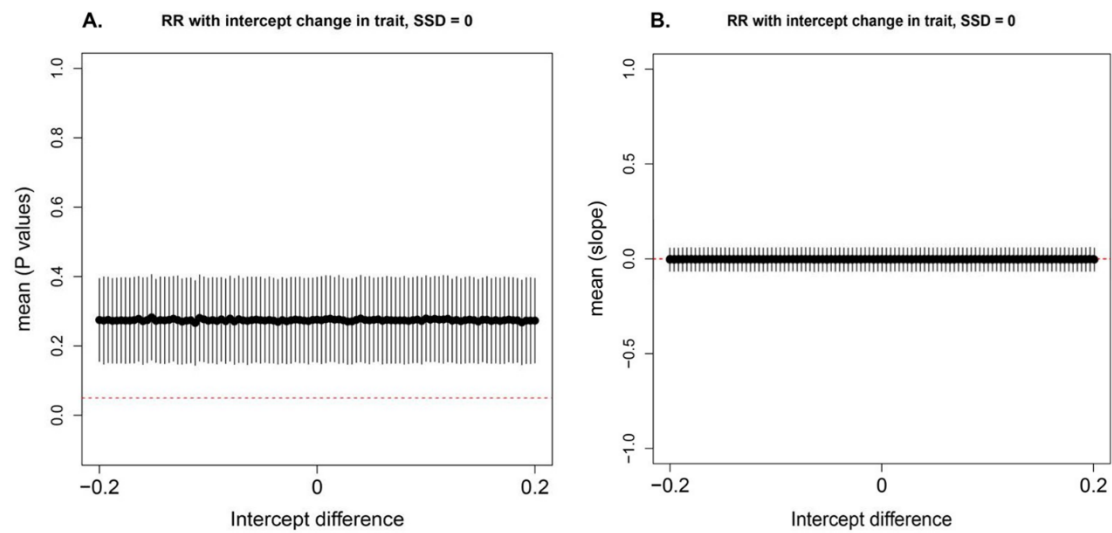 A. RR with intercept change in trait, SSD = 0
mean (P values)
1.0
0.8
0.6
0.4
0.2
0.0
−0.2 0 0.2
Intercept difference
B. RR with intercept change in trait, SSD = 0
mean (slope)
1.0
0.5
0.0
−0.5
−1.0
−0.2 0 0.2
Intercept difference